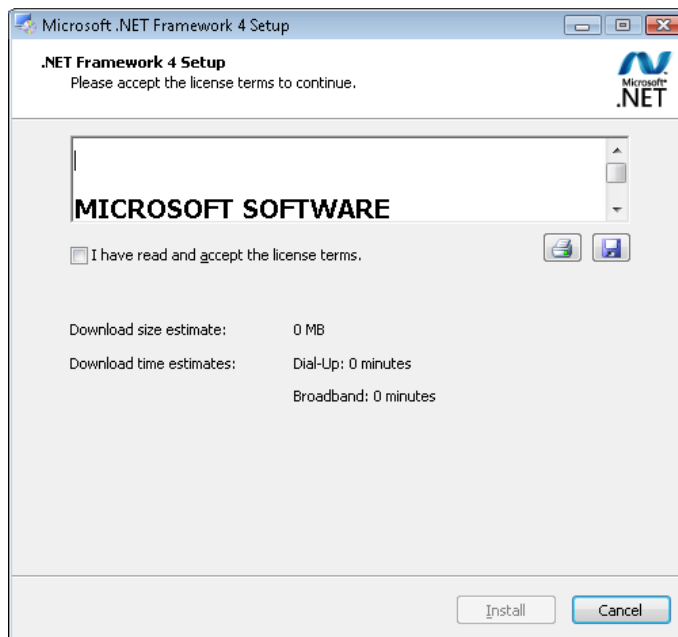 Microsoft .NET Framework 4 Setup
.NET Framework 4 Setup
Please accept the license terms to continue.
Microsoft®
.NET
MICROSOFT SOFTWARE
I have read and accept the license terms.
Download size estimate: 0 MB
Download time estimates: Dial-Up: 0 minutes
Broadband: 0 minutes
Install
Cancel